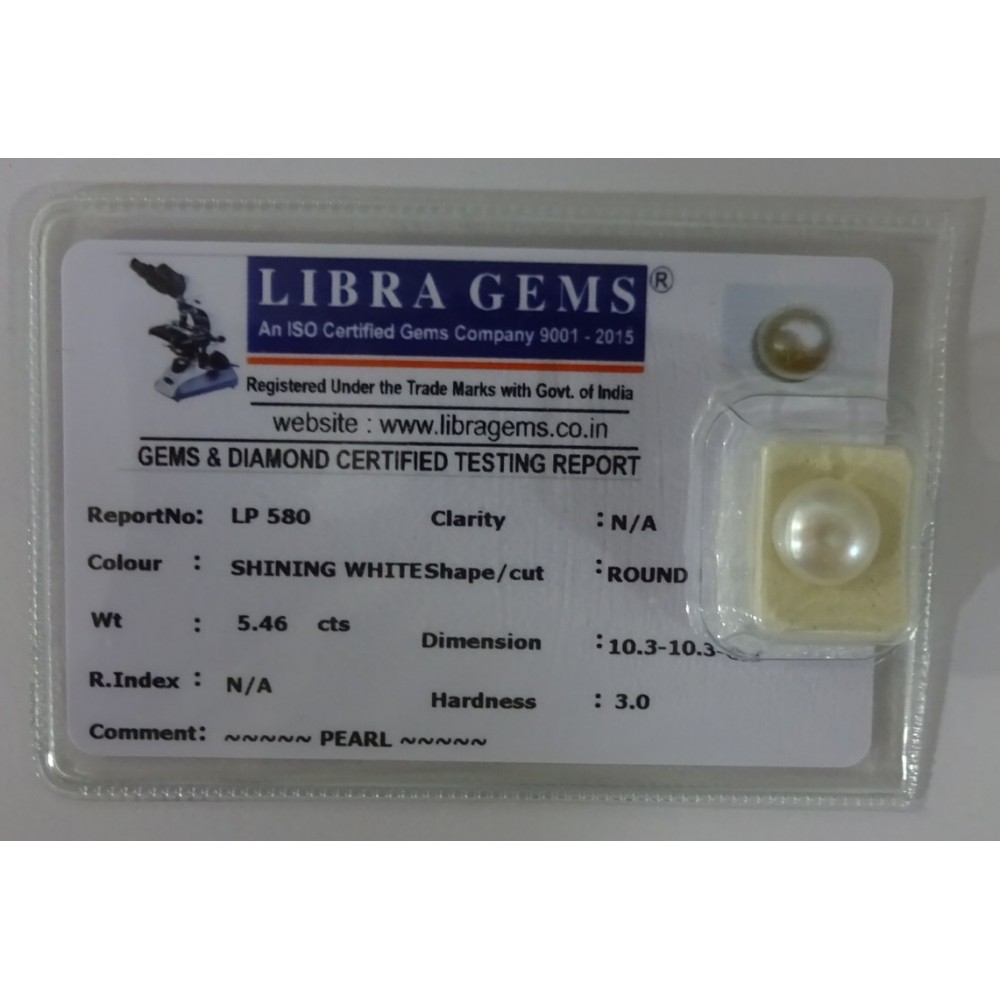 LIBRA GEMS®
An ISO Certified Gems Company 9001 - 2015
Registered Under the Trade Marks with Govt. of India
website : www.libragems.co.in
GEMS & DIAMOND CERTIFIED TESTING REPORT
ReportNo: LP 580 Clarity : N/A
Colour : SHINING WHITE Shape/cut : ROUND
Wt : 5.46 cts Dimension : 10.3-10.3-
R.Index : N/A Hardness : 3.0
Comment: ~~~~~ PEARL ~~~~~